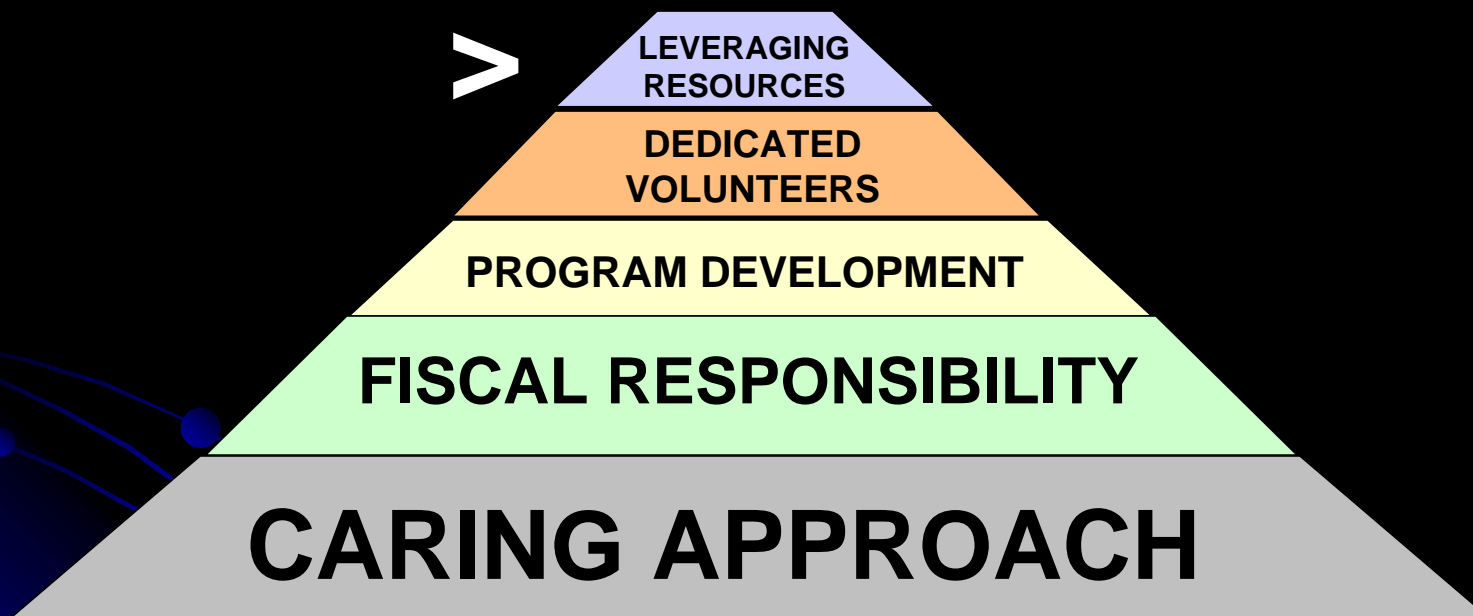 >
LEVERAGING
RESOURCES
DEDICATED
VOLUNTEERS
PROGRAM DEVELOPMENT
FISCAL RESPONSIBILITY
CARING APPROACH